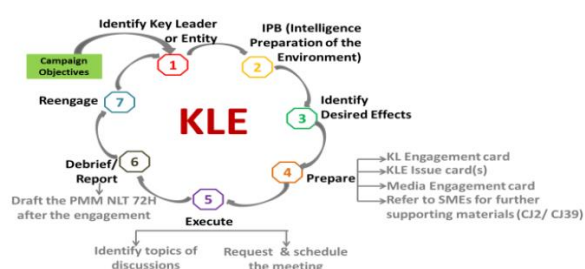 Identify Key Leader
or Entity
IPB (Intelligence
Preparation of the
Environment)
Campaign
Objectives
1
2
Reengage
7
KLE
3
Identify
Desired Effects
Debrief/
Report
6
4
Prepare
KL Engagement card
KLE Issue card(s)
Media Engagement card
Refer to SMEs for further
supporting materials (CJ2/ CJ39)
Draft the PMM NLT 72H
after the engagement
5
Execute
Identify topics of
discussions
Request & schedule
the meeting